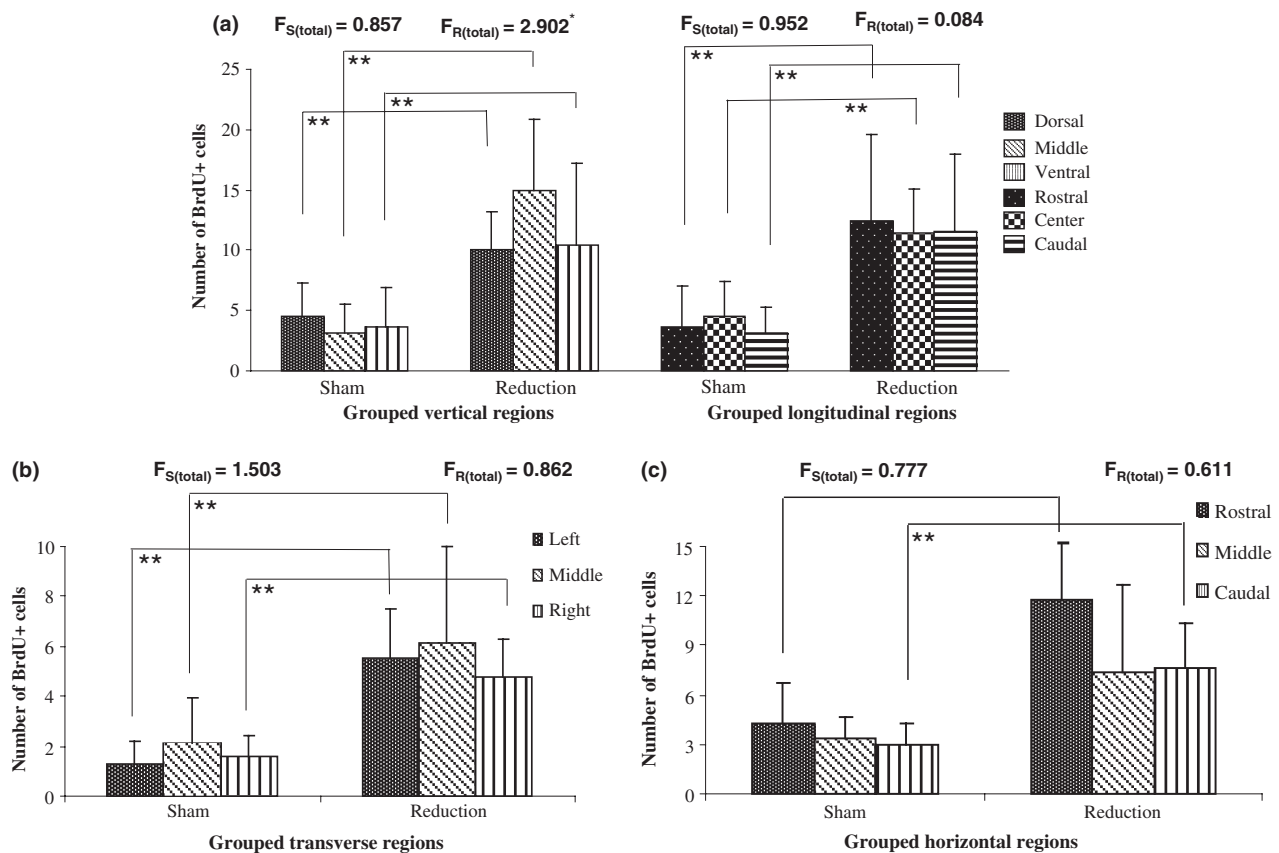 (a) F_S(total) = 0.857 F_R(total) = 2.902* F_S(total) = 0.952 F_R(total) = 0.084
** ** ** ** ** **
Number of BrdU+ cells
25
20
15
10
5
0
Dorsal
Middle
Ventral
Rostral
Center
Caudal
Sham Reduction Sham Reduction
Grouped vertical regions Grouped longitudinal regions
(b) F_S(total) = 1.503 F_R(total) = 0.862
** ** **
Number of BrdU+ cells
10
8
6
4
2
0
Left
Middle
Right
Sham Reduction
Grouped transverse regions
(c) F_S(total) = 0.777 F_R(total) = 0.611
**
Number of BrdU+ cells
15
12
9
6
3
0
Rostral
Middle
Caudal
Sham Reduction
Grouped horizontal regions